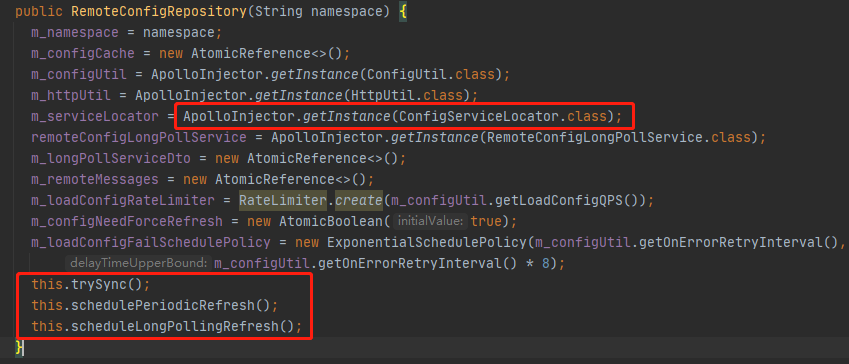 public RemoteConfigRepository(String namespace) {
m_namespace = namespace;
m_configCache = new AtomicReference<>();
m_configUtil = ApolloInjector.getInstance(ConfigUtil.class);
m_httpUtil = ApolloInjector.getInstance(HttpUtil.class);
m_serviceLocator = ApolloInjector.getInstance(ConfigServiceLocator.class);
remoteConfigLongPollService = ApolloInjector.getInstance(RemoteConfigLongPollService.class);
m_longPollServiceDto = new AtomicReference<>();
m_remoteMessages = new AtomicReference<>();
m_loadConfigRateLimiter = RateLimiter.create(m_configUtil.getLoadConfigQPS());
m_configNeedForceRefresh = new AtomicBoolean( initialValue: true);
m_loadConfigFailSchedulePolicy = new ExponentialSchedulePolicy(m_configUtil.getOnErrorRetryInterval(),
delayTimeUpperBound: m_configUtil.getOnErrorRetryInterval() * 8);
this.trySync();
this.schedulePeriodicRefresh();
this.scheduleLongPollingRefresh();
}